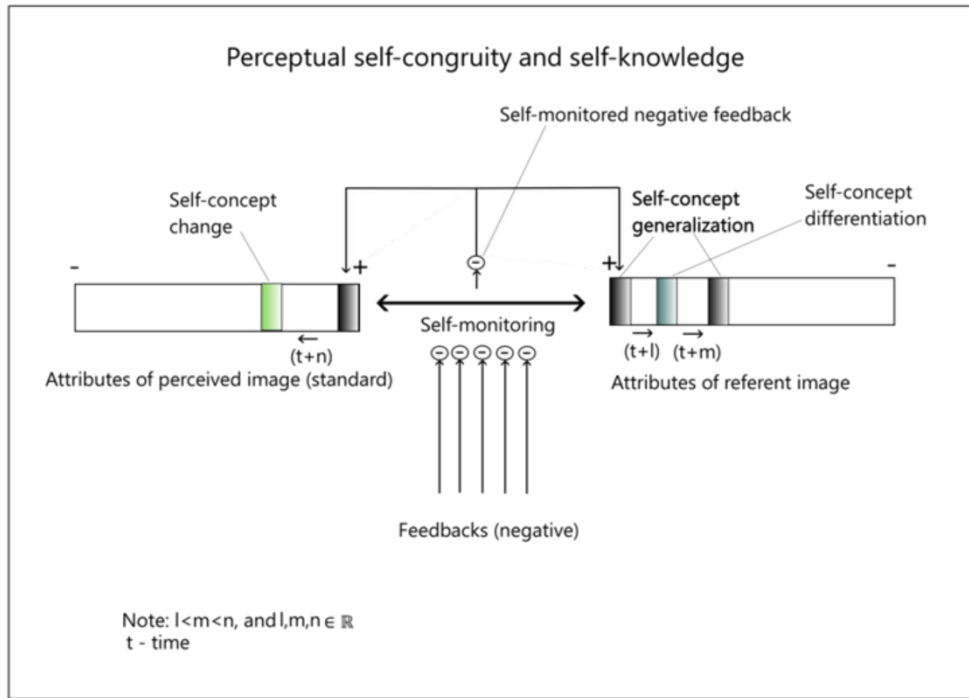 Perceptual self-congruity and self-knowledge
Self-monitored negative feedback
Self-concept
change
Self-concept
generalization
Self-concept
differentiation
-
+
-
+
-
Self-monitoring
(t+n)
(t+l)
(t+m)
Attributes of perceived image (standard)
Attributes of referent image
- - - - -
Feedbacks (negative)
Note: l<m<n, and l,m,n ∈ ℝ
t - time